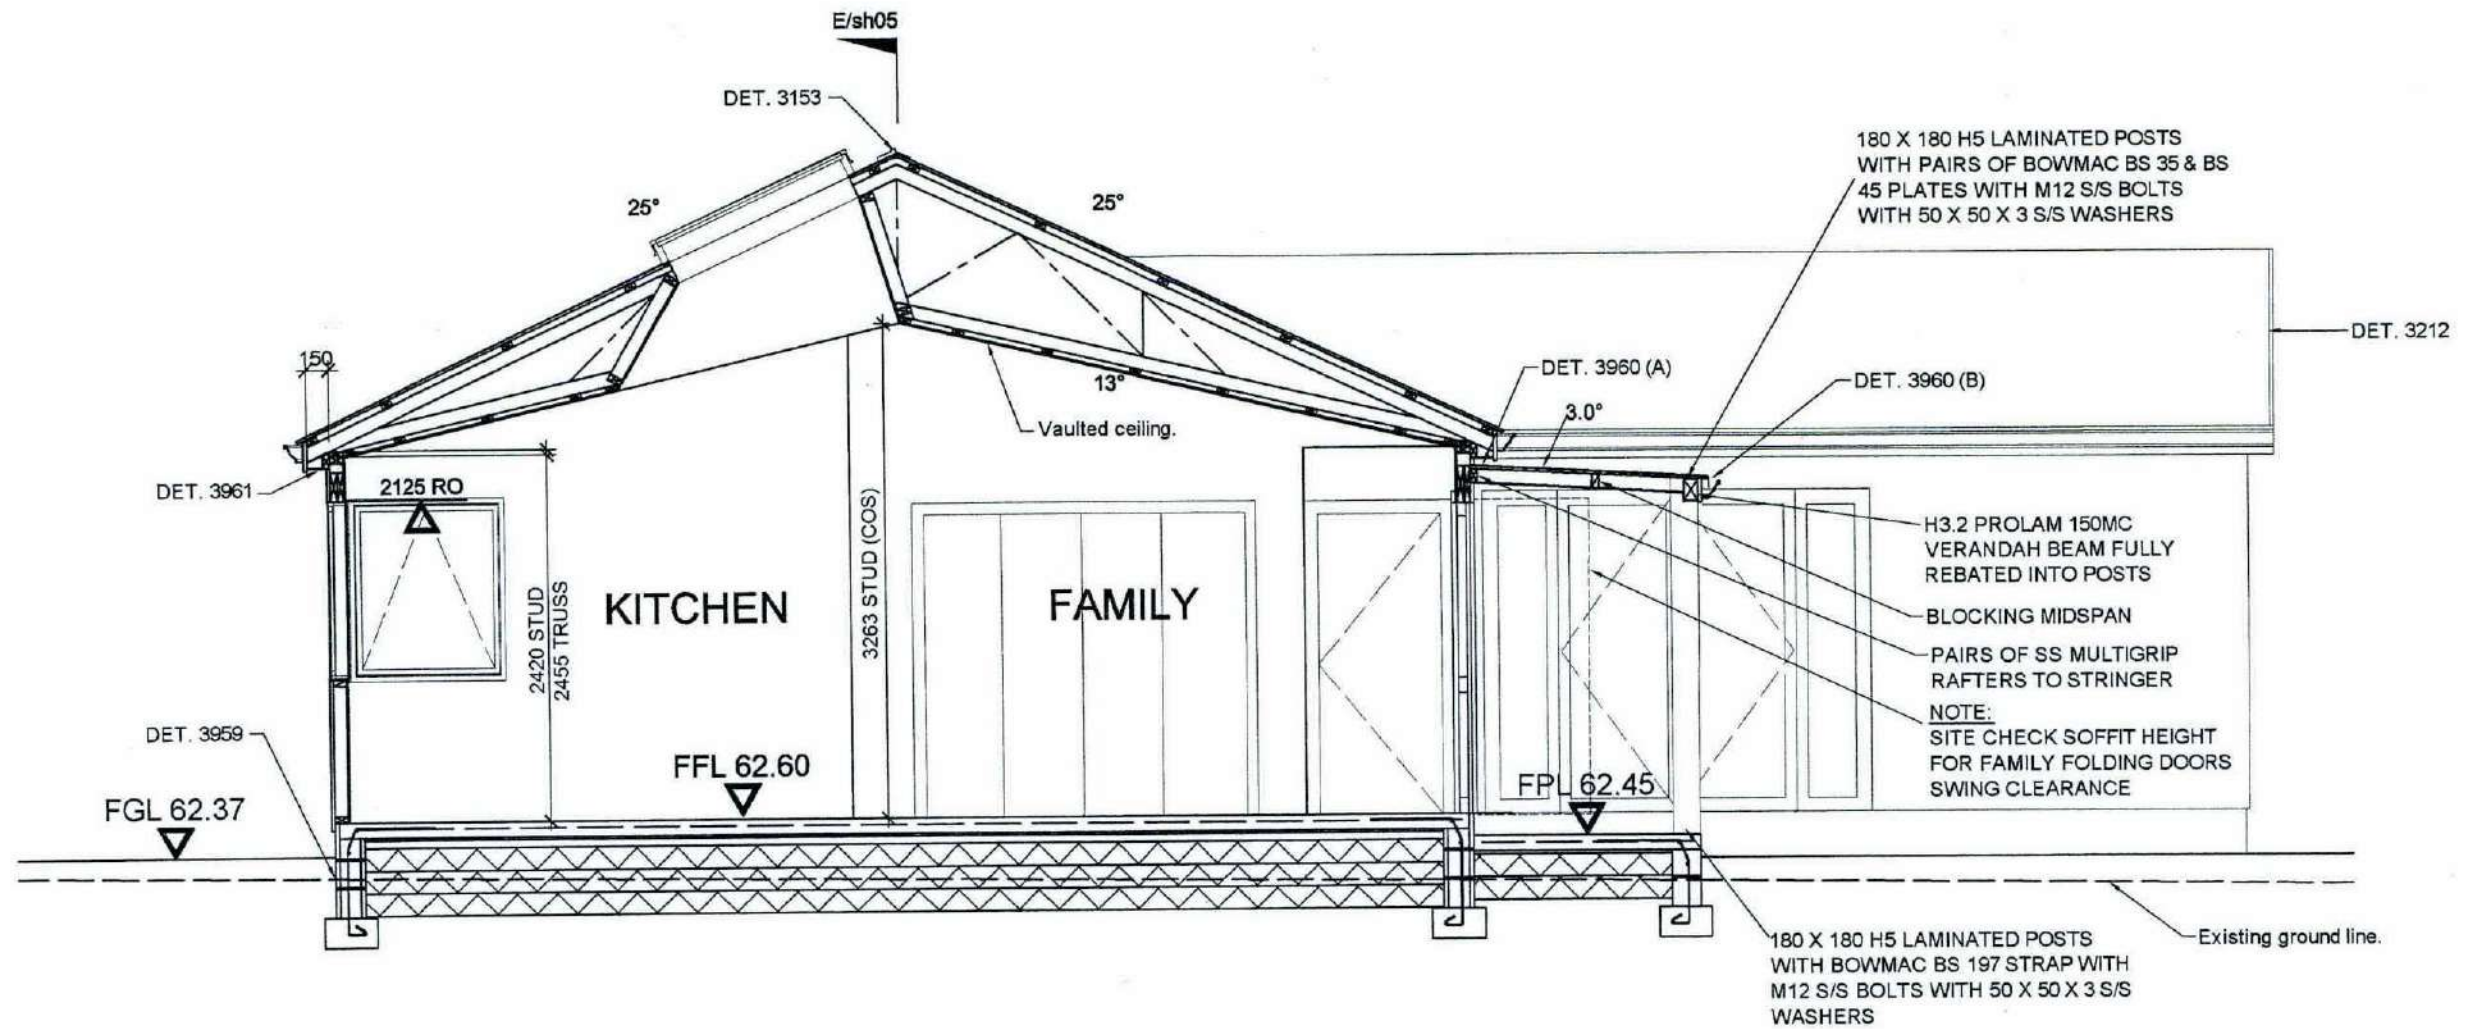 E/sh05
DET. 3153
180 X 180 H5 LAMINATED POSTS
WITH PAIRS OF BOWMAC BS 35 & BS
45 PLATES WITH M12 S/S BOLTS
WITH 50 X 50 X 3 S/S WASHERS
25°
25°
DET. 3212
150
DET. 3960 (A)
DET. 3960 (B)
13°
3.0°
Vaulted ceiling.
DET. 3961
2125 RO
H3.2 PROLAM 150MC
VERANDAH BEAM FULLY
REBATED INTO POSTS
2420 STUD
2455 TRUSS
KITCHEN
3263 STUD (COS)
FAMILY
BLOCKING MIDSPAN
PAIRS OF SS MULTIGRIP
RAFTERS TO STRINGER
NOTE:
SITE CHECK SOFFIT HEIGHT
FOR FAMILY FOLDING DOORS
SWING CLEARANCE
DET. 3959
FFL 62.60
FPL 62.45
FGL 62.37
180 X 180 H5 LAMINATED POSTS
WITH BOWMAC BS 197 STRAP WITH
M12 S/S BOLTS WITH 50 X 50 X 3 S/S
WASHERS
Existing ground line.